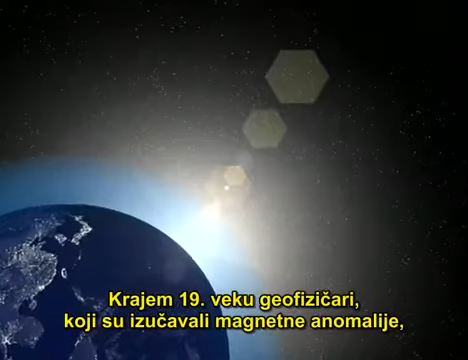 Krajem 19. veku geofizičari,
koji su izučavali magnetne anomalije,